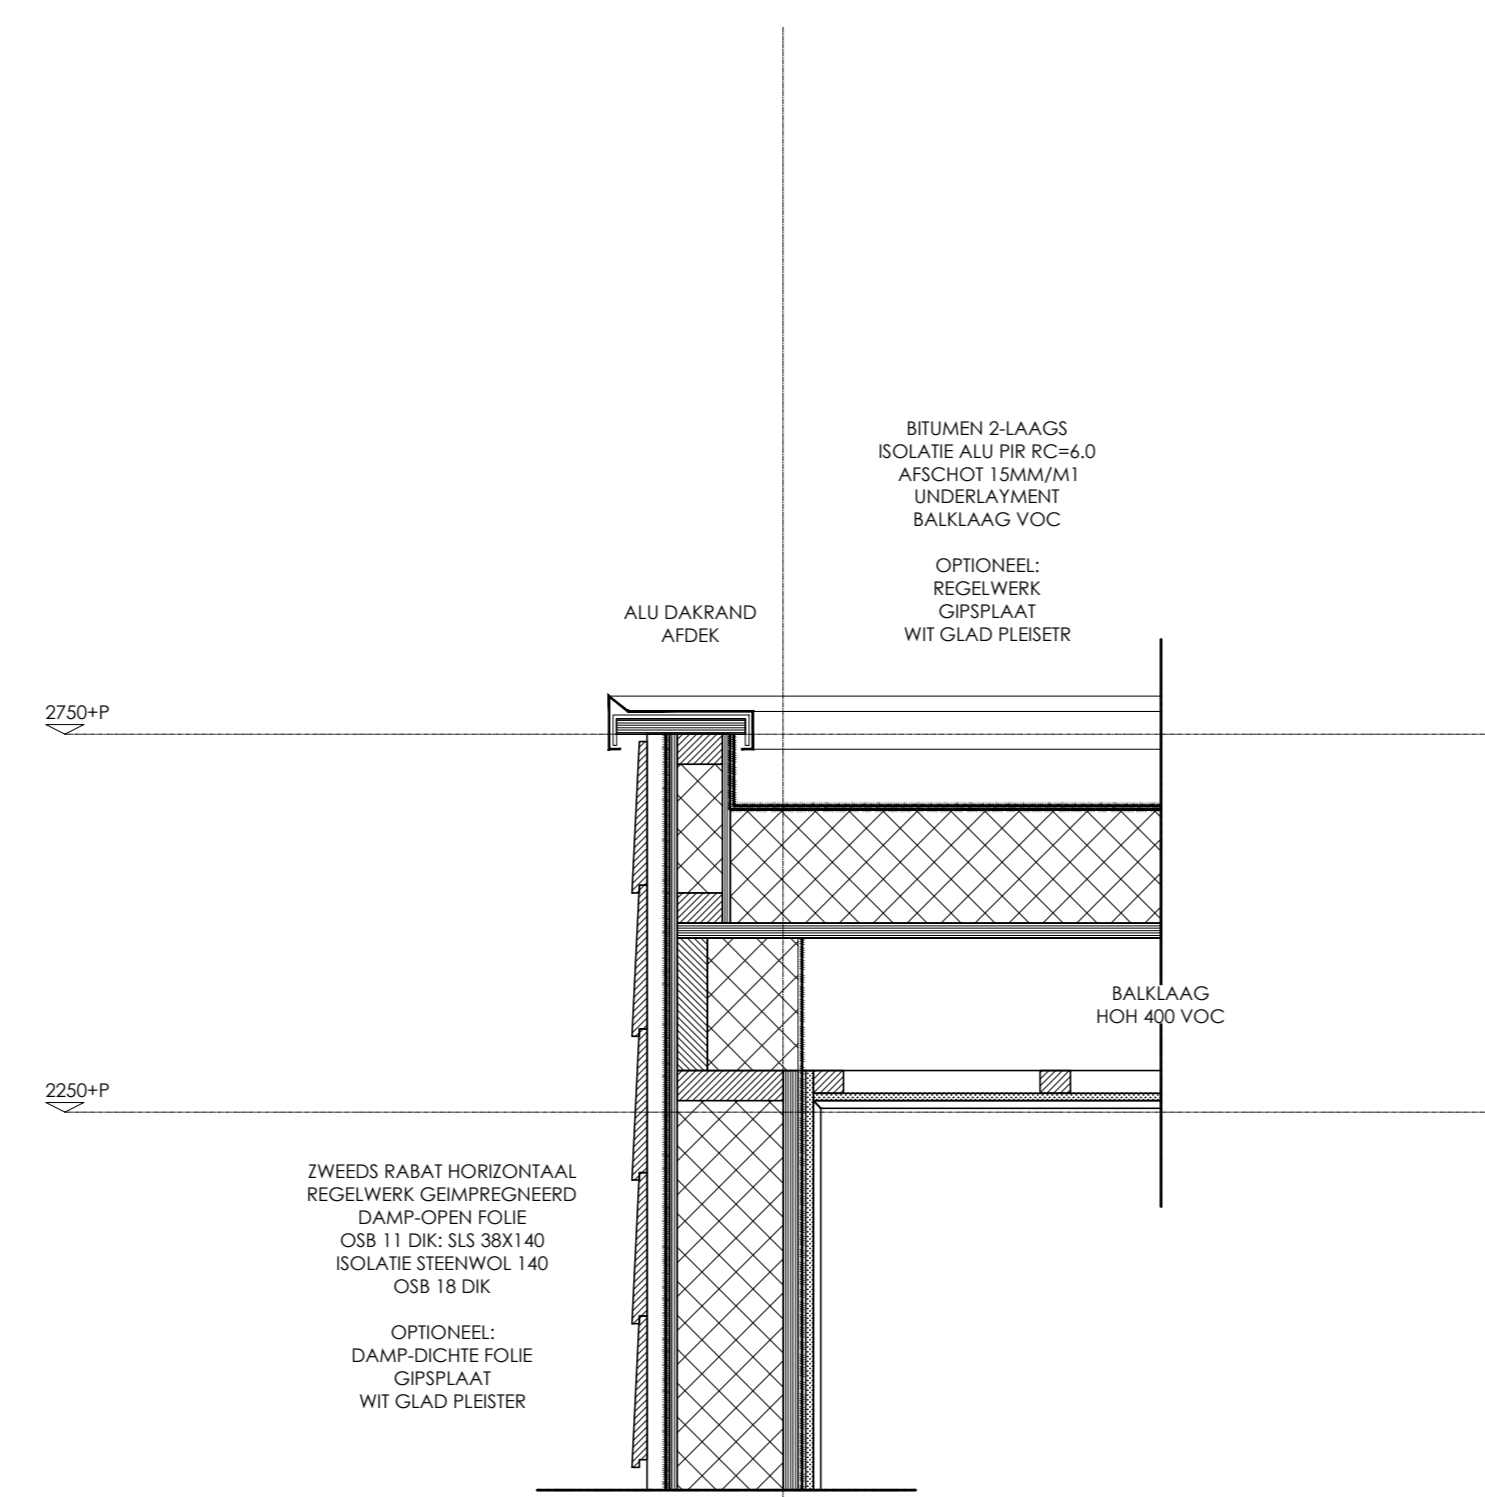 BITUMEN 2-LAAGS
ISOLATIE ALU PIR RC=6.0
AFSCHOT 15MM/M1
UNDERLAYMENT
BALKLAAG VOC
OPTIONEEL:
REGELWERK
GIPSPLAAT
WIT GLAD PLEISETR
ALU DAKRAND
AFDEK
2750+P
BALKLAAG
HOH 400 VOC
2250+P
ZWEEDS RABAT HORIZONTAAL
REGELWERK GEIMPREGNEERD
DAMP-OPEN FOLIE
OSB 11 DIK: SLS 38X140
ISOLATIE STEENWOL 140
OSB 18 DIK
OPTIONEEL:
DAMP-DICHTE FOLIE
GIPSPLAAT
WIT GLAD PLEISTER